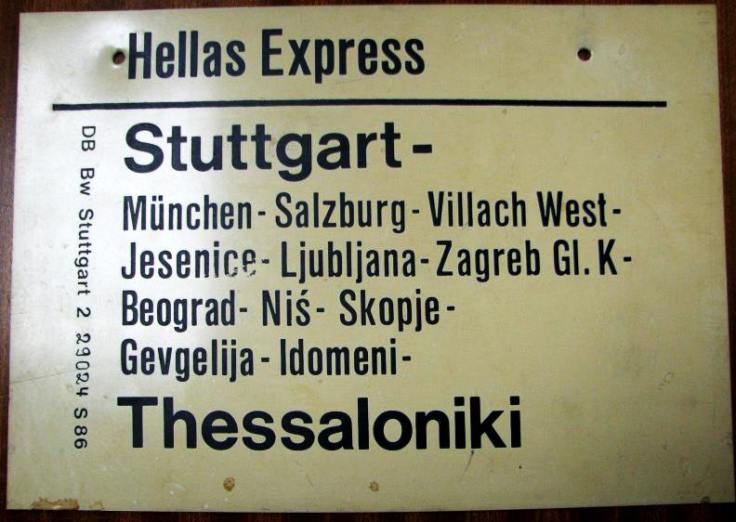 Hellas Express
Stuttgart-
München- Salzburg- Villach West-
Jesenice- Ljubljana- Zagreb Gl. K-
Beograd- Niś- Skopje-
Gevgelija- Idomeni-
Thessaloniki
DB Bw Stuttgart 2 29024 S86